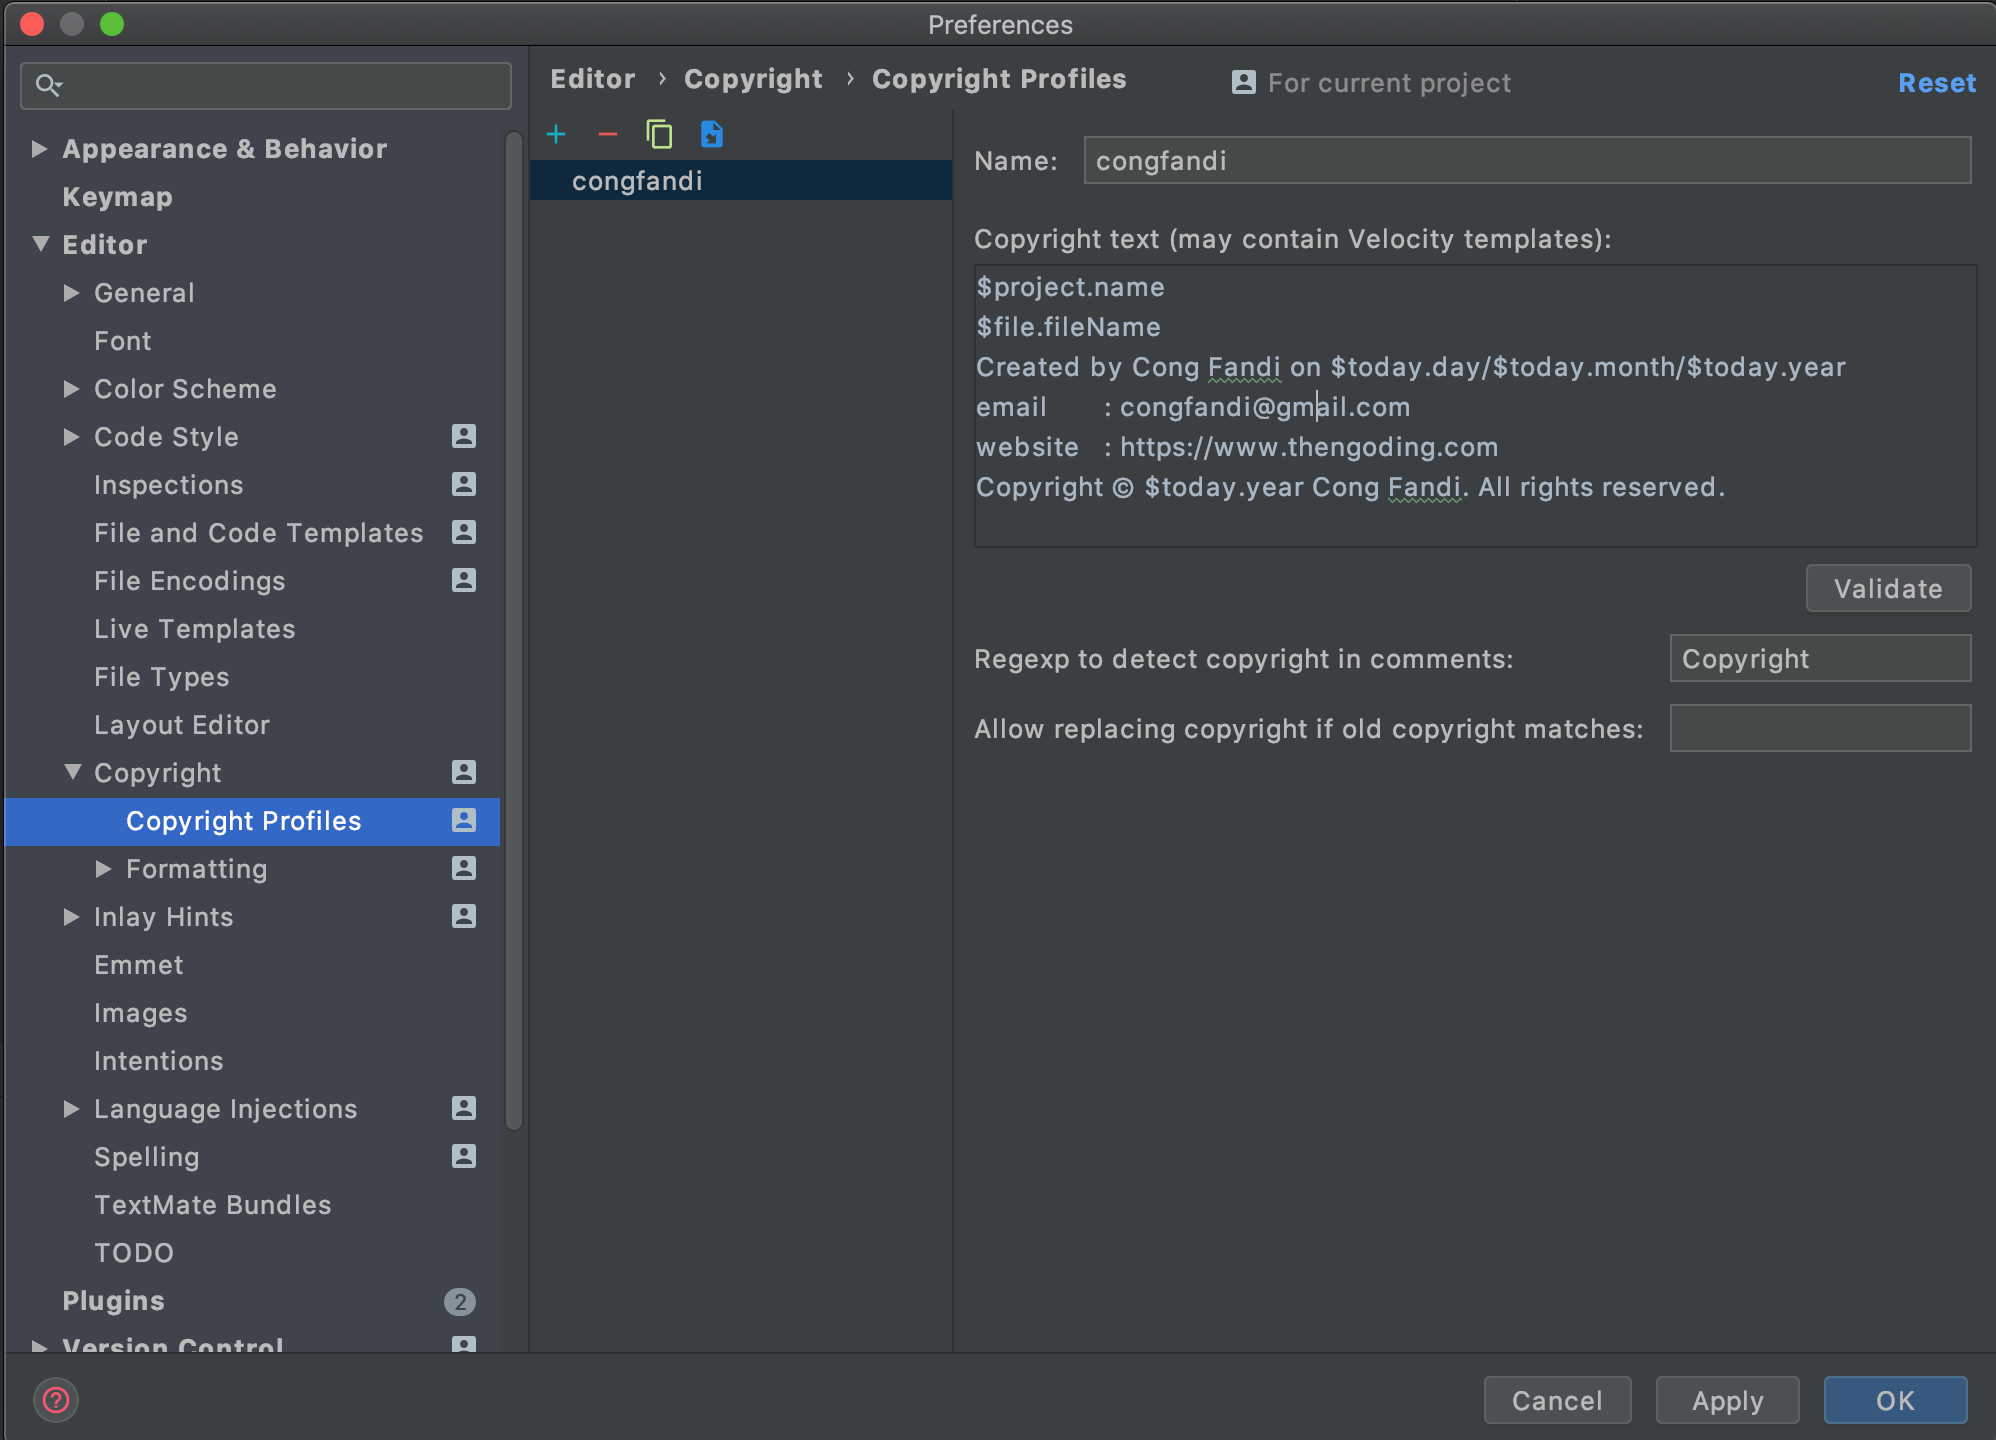 Preferences
Appearance & Behavior
Keymap
Editor
General
Font
Color Scheme
Code Style
Inspections
File and Code Templates
File Encodings
Live Templates
File Types
Layout Editor
Copyright
Copyright Profiles
Formatting
Inlay Hints
Emmet
Images
Intentions
Language Injections
Spelling
TextMate Bundles
TODO
Plugins 2
Version Control
Editor › Copyright › Copyright Profiles
For current project
Reset
congfandi
Name: congfandi
Copyright text (may contain Velocity templates):
$project.name
$file.fileName
Created by Cong Fandi on $today.day/$today.month/$today.year
email : congfandi@gmail.com
website : https://www.thengoding.com
Copyright © $today.year Cong Fandi. All rights reserved.
Validate
Regexp to detect copyright in comments: Copyright
Allow replacing copyright if old copyright matches:
?
Cancel
Apply
OK